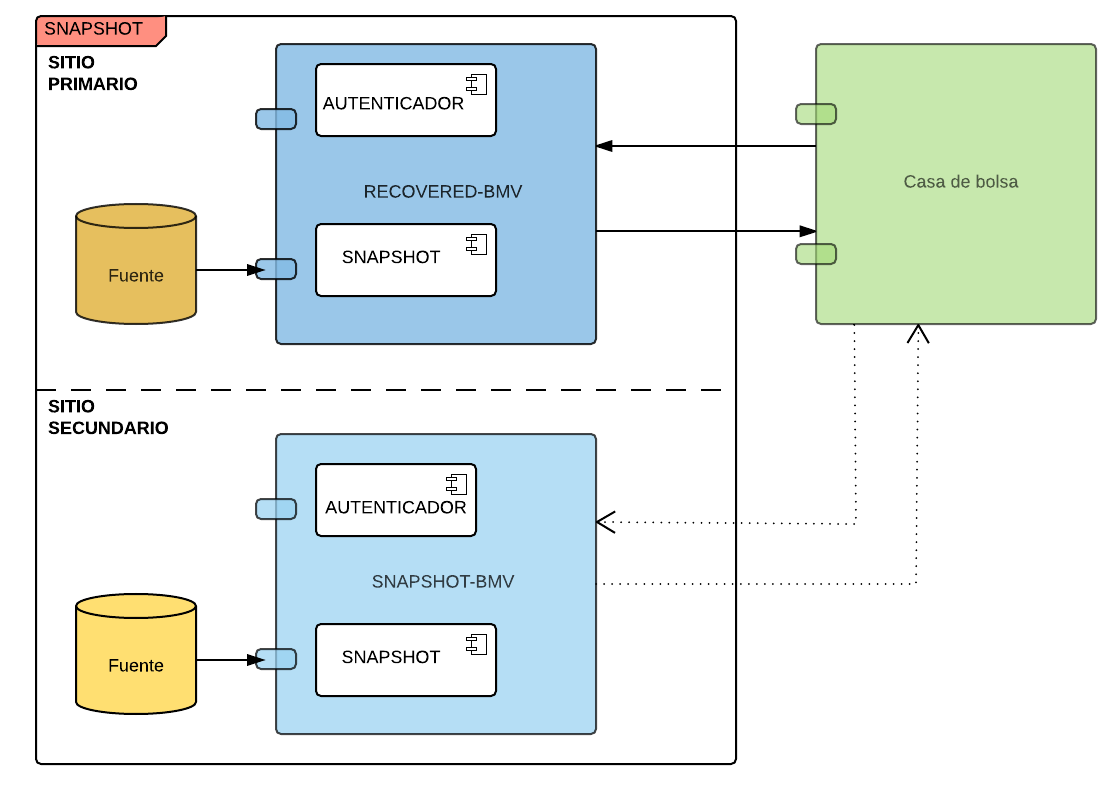 SNAPSHOT
SITIO
PRIMARIO
AUTENTICADOR
RECOVERED-BMV
SNAPSHOT
Fuente
Casa de bolsa
SITIO
SECUNDARIO
AUTENTICADOR
SNAPSHOT-BMV
SNAPSHOT
Fuente